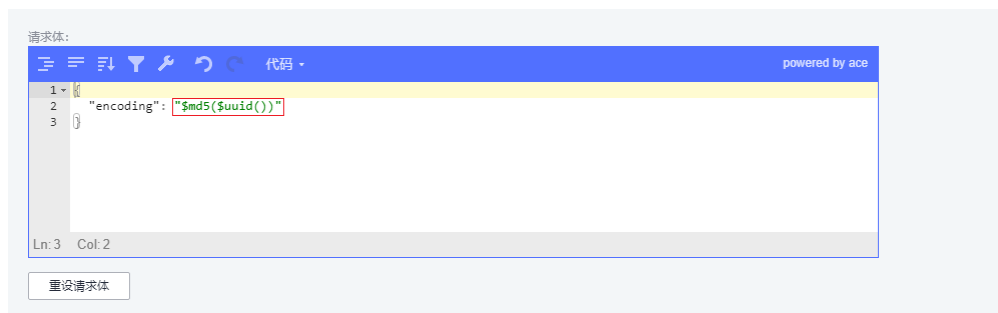 请求体:
代码 powered by ace
1 {
2 "encoding": "$md5($uuid())"
3 }
Ln: 3 Col: 2
重设请求体